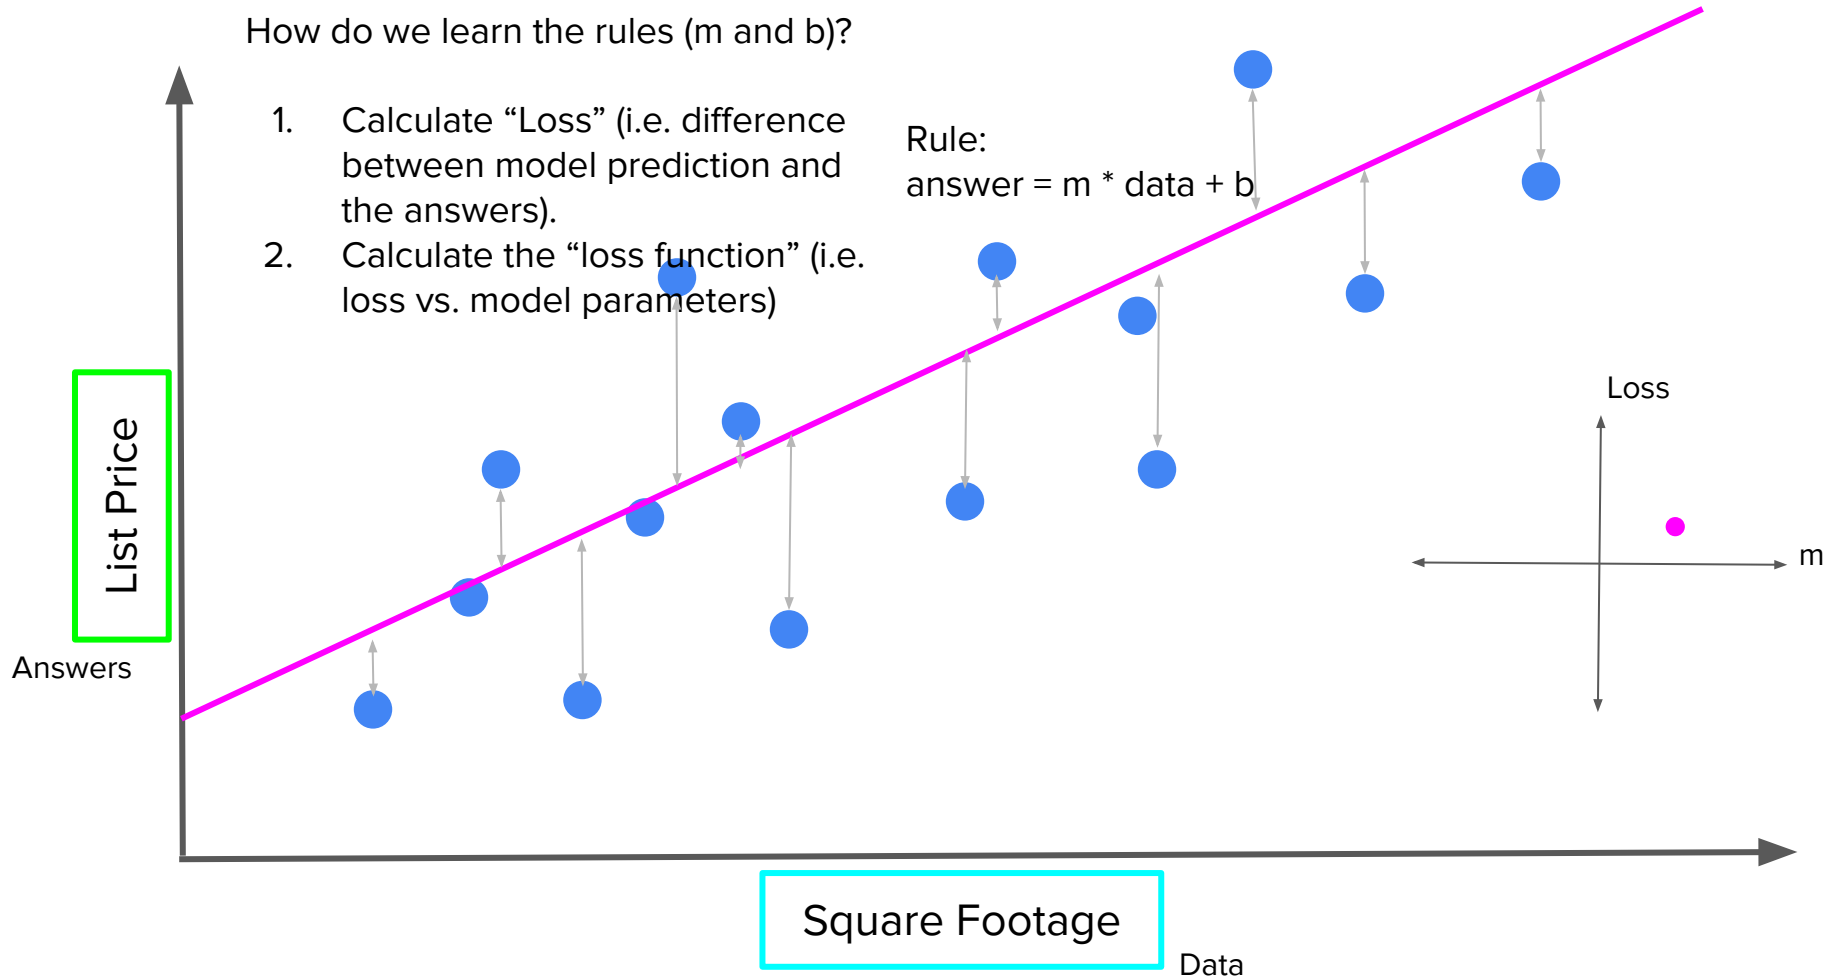 How do we learn the rules (m and b)?
1. Calculate “Loss” (i.e. difference
between model prediction and
the answers).
2. Calculate the “loss function” (i.e.
loss vs. model parameters)
Rule:
answer = m * data + b
Loss
m
List Price
Answers
Square Footage
Data